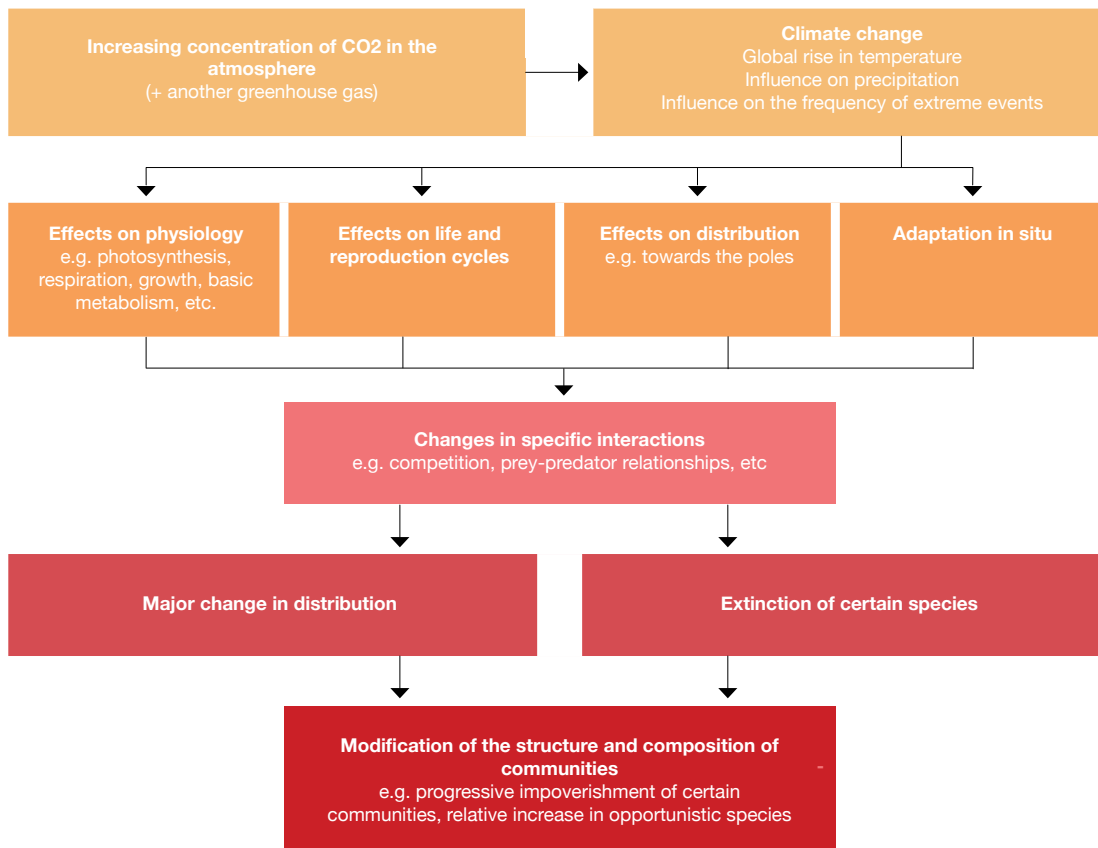 Increasing concentration of CO2 in the
atmosphere
(+ another greenhouse gas)
Climate change
Global rise in temperature
Influence on precipitation
Influence on the frequency of extreme events
Effects on physiology
e.g. photosynthesis,
respiration, growth, basic
metabolism, etc.
Effects on life and
reproduction cycles
Effects on distribution
e.g. towards the poles
Adaptation in situ
Changes in specific interactions
e.g. competition, prey-predator relationships, etc
Major change in distribution
Extinction of certain species
Modification of the structure and composition of
communities
e.g. progressive impoverishment of certain
communities, relative increase in opportunistic species